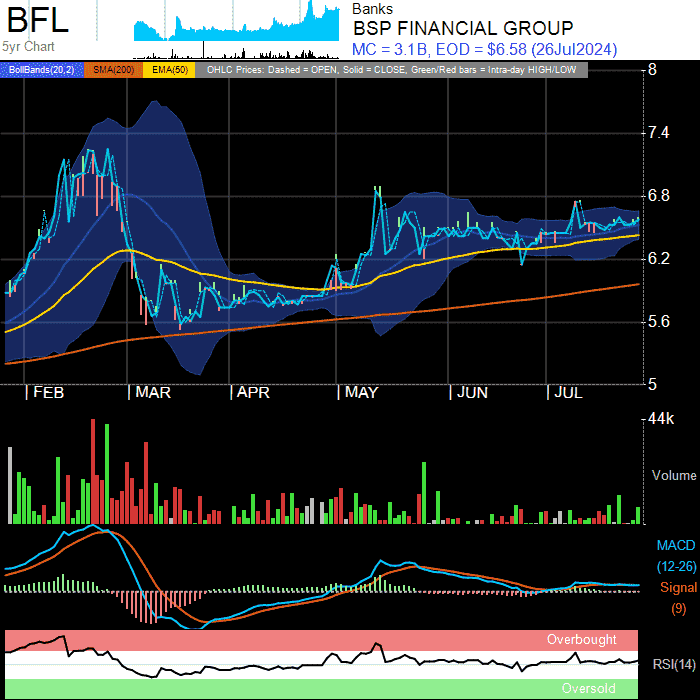 BFL
5yr Chart
Banks
BSP FINANCIAL GROUP
MC = 3.1B, EOD = $6.58 (26Jul2024)
BollBands(20,2) SMA(200) EMA(50) OHLC Prices: Dashed = OPEN, Solid = CLOSE, Green/Red bars = Intra-day HIGH/LOW
8
7.4
6.8
6.2
5.6
5
FEB MAR APR MAY JUN JUL
44k
Volume
MACD
(12-26)
Signal
(9)
Overbought
RSI(14)
Oversold